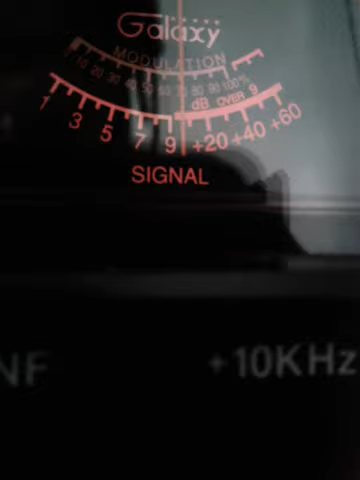 Galaxy
MODULATION
10 20 30 40 50 60 70 80 90 100%
dB OVER 9
1 3 5 7 9 +20 +40 +60
SIGNAL
NF +10KHz